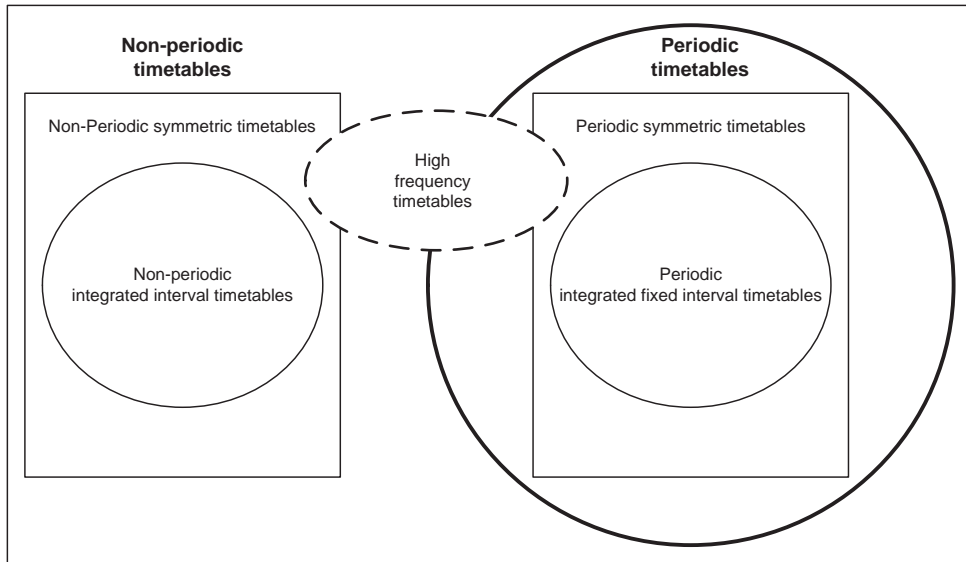 Non-periodic
timetables
Periodic
timetables
Non-Periodic symmetric timetables
Periodic symmetric timetables
High
frequency
timetables
Non-periodic
integrated interval timetables
Periodic
integrated fixed interval timetables